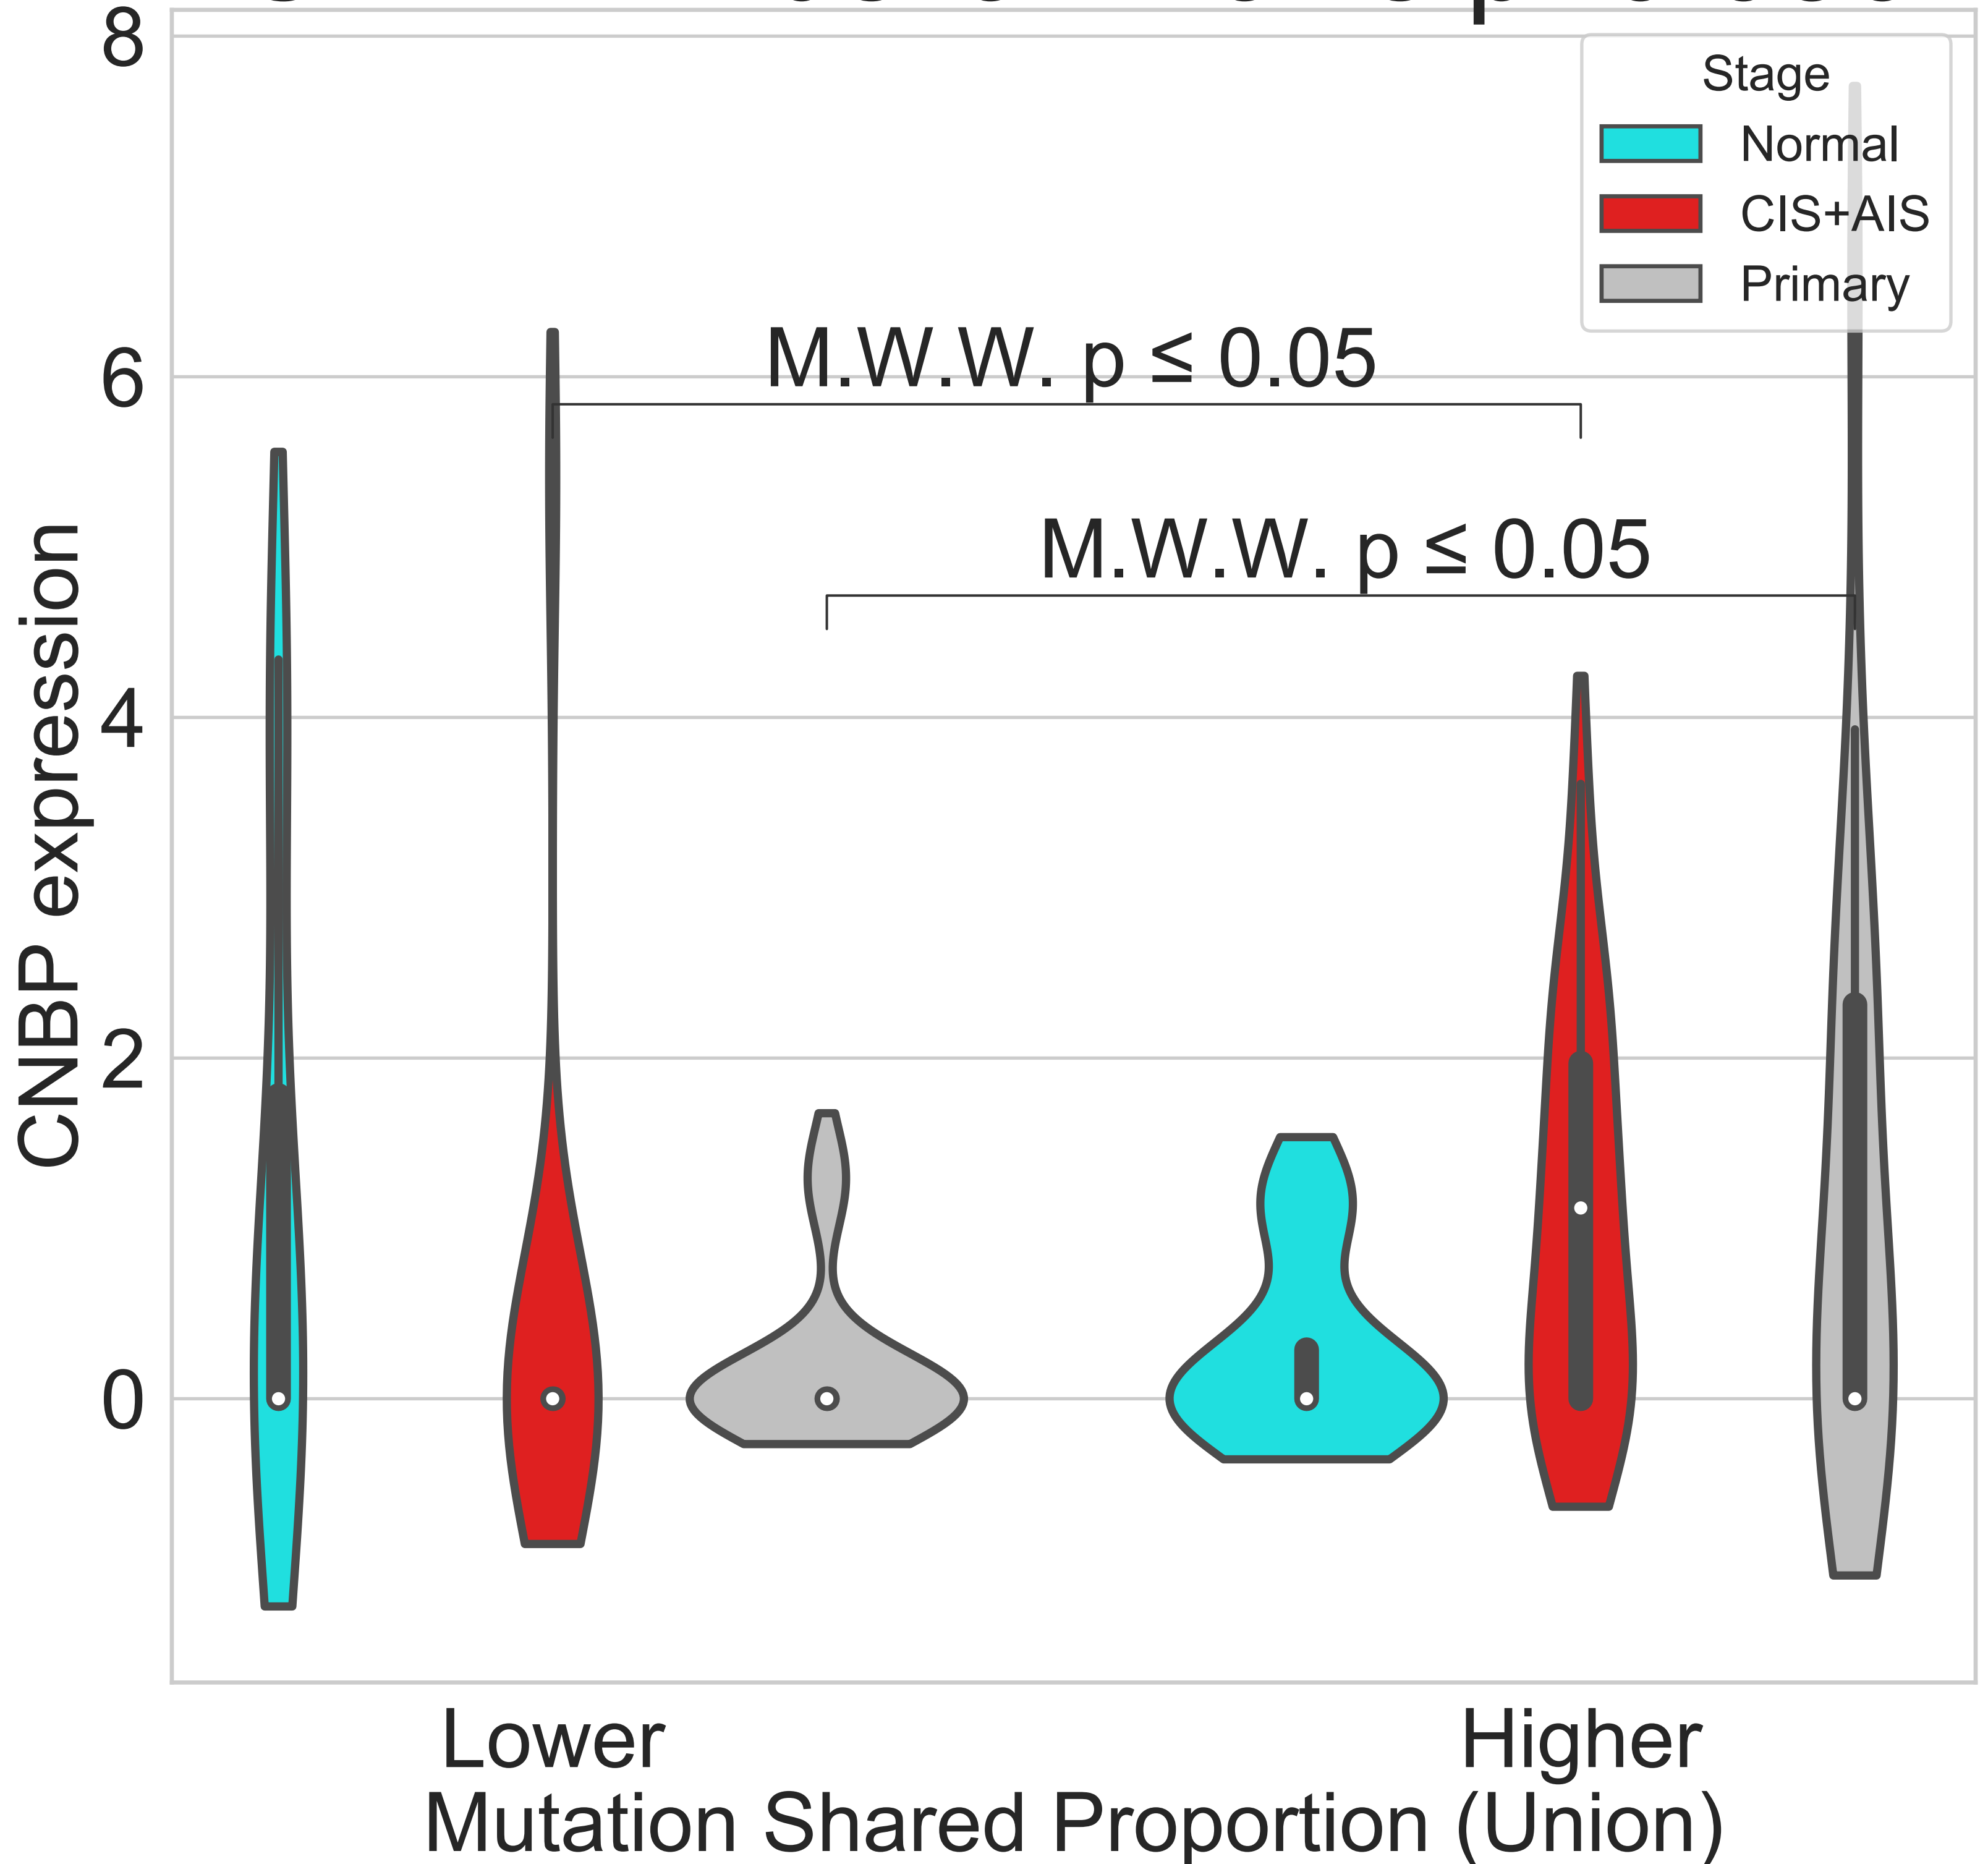 8
6
4
2
0
CNBP expression
Stage
Normal
CIS+AIS
Primary
M.W.W. p ≤ 0.05
M.W.W. p ≤ 0.05
Lower
Higher
Mutation Shared Proportion (Union)